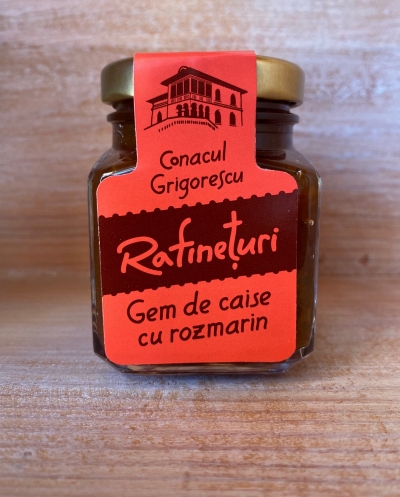 Conacul
Grigorescu
Rafinețuri
Gem de caise
cu rozmarin